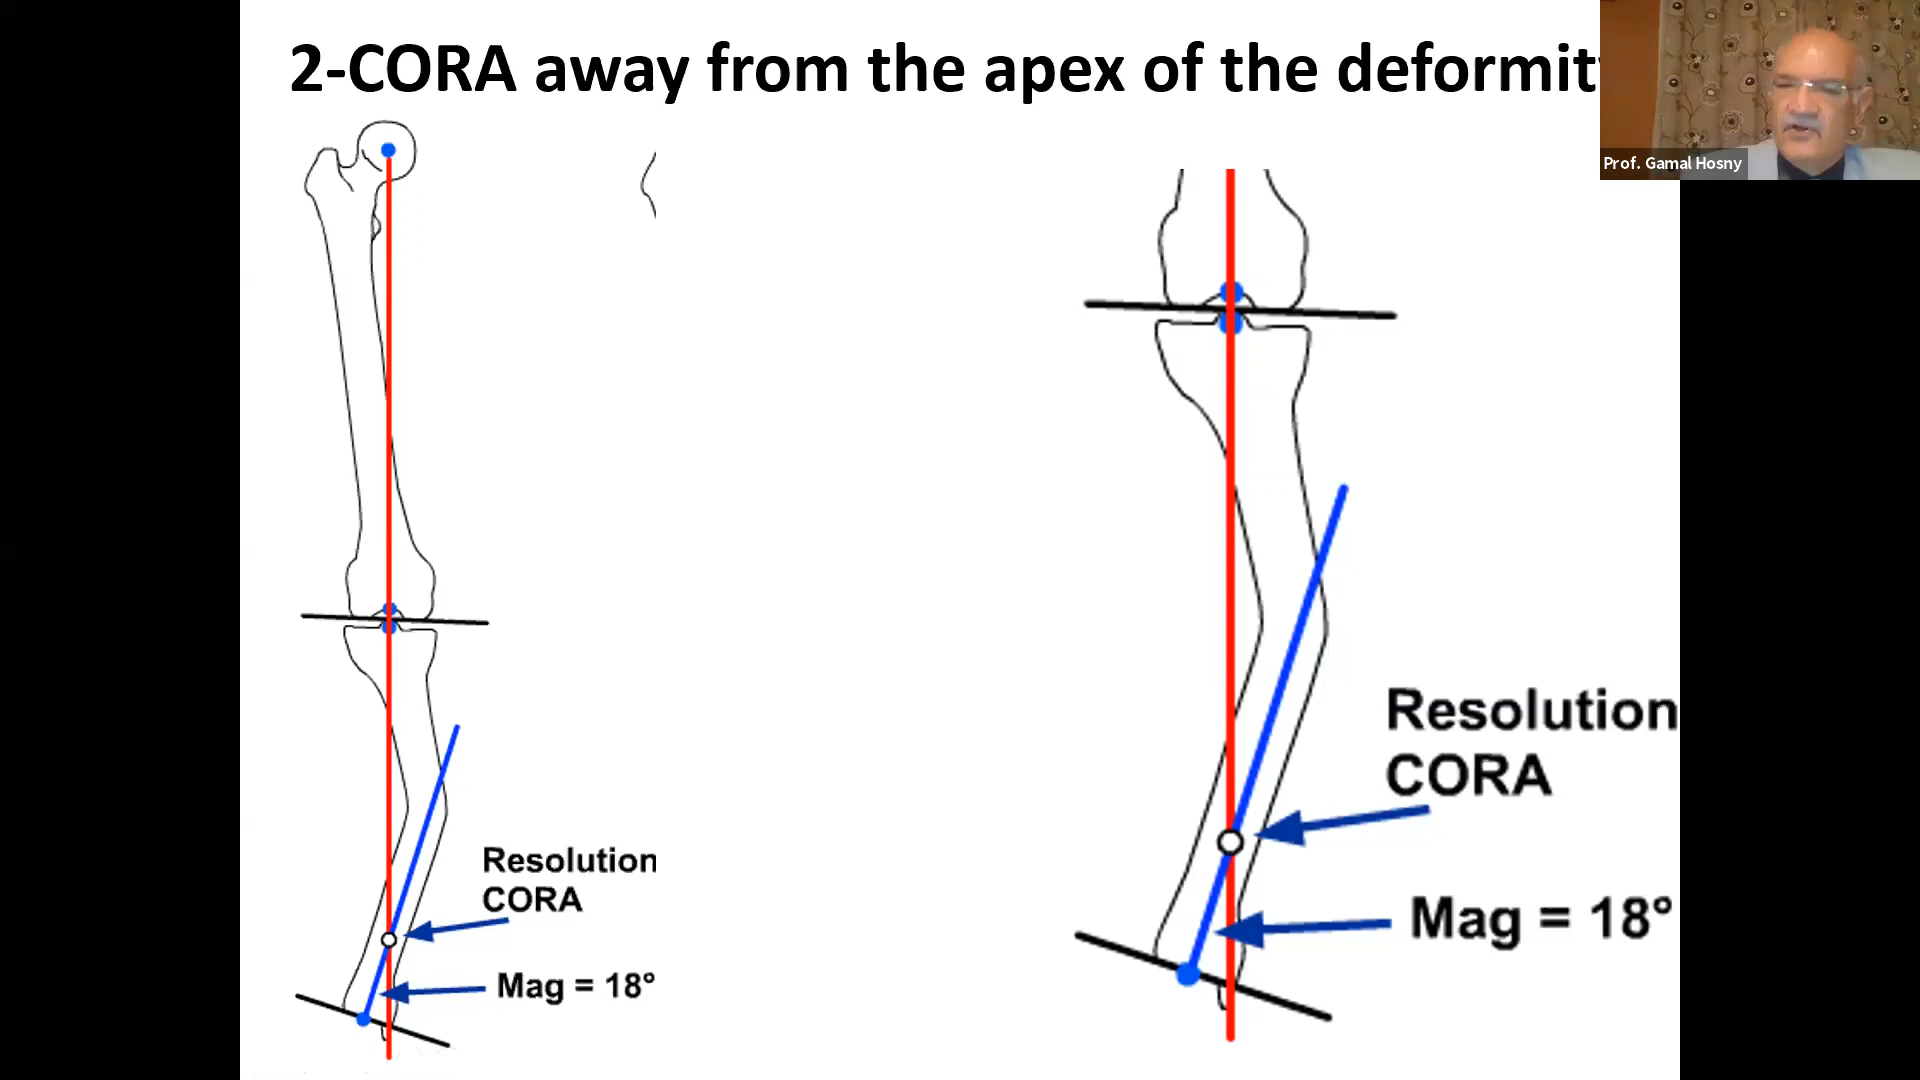 2-CORA away from the apex of the deformity
Prof. Gamal Hosny
Resolution
CORA
Mag = 18°
Resolution
CORA
Mag = 18°